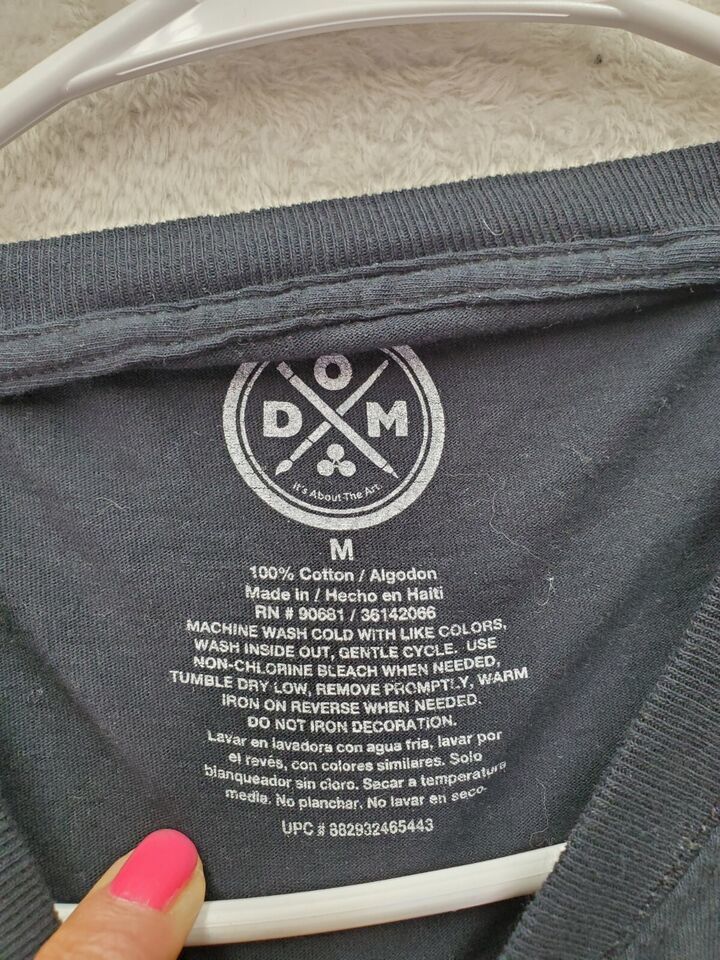 O
D M
It's About The Art.
M
100% Cotton / Algodon
Made in / Hecho en Haiti
RN # 90681 / 36142066
MACHINE WASH COLD WITH LIKE COLORS,
WASH INSIDE OUT, GENTLE CYCLE. USE
NON-CHLORINE BLEACH WHEN NEEDED,
TUMBLE DRY LOW, REMOVE PROMPTLY, WARM
IRON ON REVERSE WHEN NEEDED.
DO NOT IRON DECORATION.
Lavar en lavadora con agua fria, lavar por
el revés, con colores similares. Solo
blanqueador sin cloro. Secar a temperatura
media. No planchar. No lavar en seco.
UPC # 882932465443